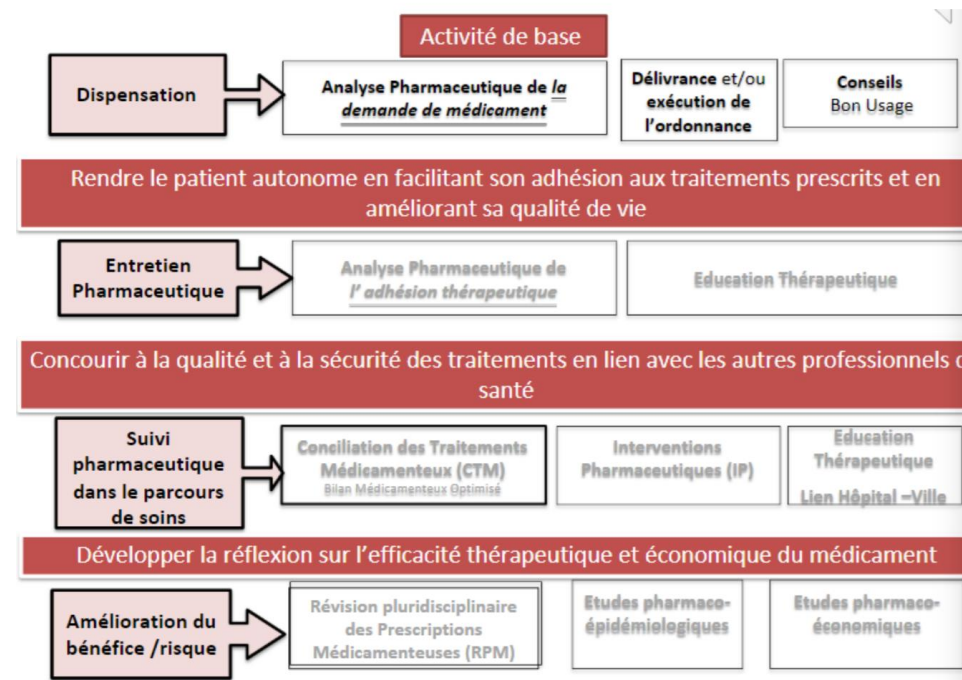 Activité de base
Dispensation
Analyse Pharmaceutique de la
demande de médicament
Délivrance et/ou
exécution de
l'ordonnance
Conseils
Bon Usage
Rendre le patient autonome en facilitant son adhésion aux traitements prescrits et en
améliorant sa qualité de vie
Entretien
Pharmaceutique
Analyse Pharmaceutique de
l' adhésion thérapeutique
Education Thérapeutique
Concourir à la qualité et à la sécurité des traitements en lien avec les autres professionnels
santé
Suivi
pharmaceutique
dans le parcours
de soins
Conciliation des Traitements
Médicamenteux (CTM)
Bilan Médicamenteux Optimisé
Interventions
Pharmaceutiques (IP)
Education
Thérapeutique
Lien Hôpital –Ville
Développer la réflexion sur l'efficacité thérapeutique et économique du médicament
Amélioration du
bénéfice /risque
Révision pluridisciplinaire
des Prescriptions
Médicamenteuses (RPM)
Etudes pharmaco-
épidémiologiques
Etudes pharmaco-
économiques